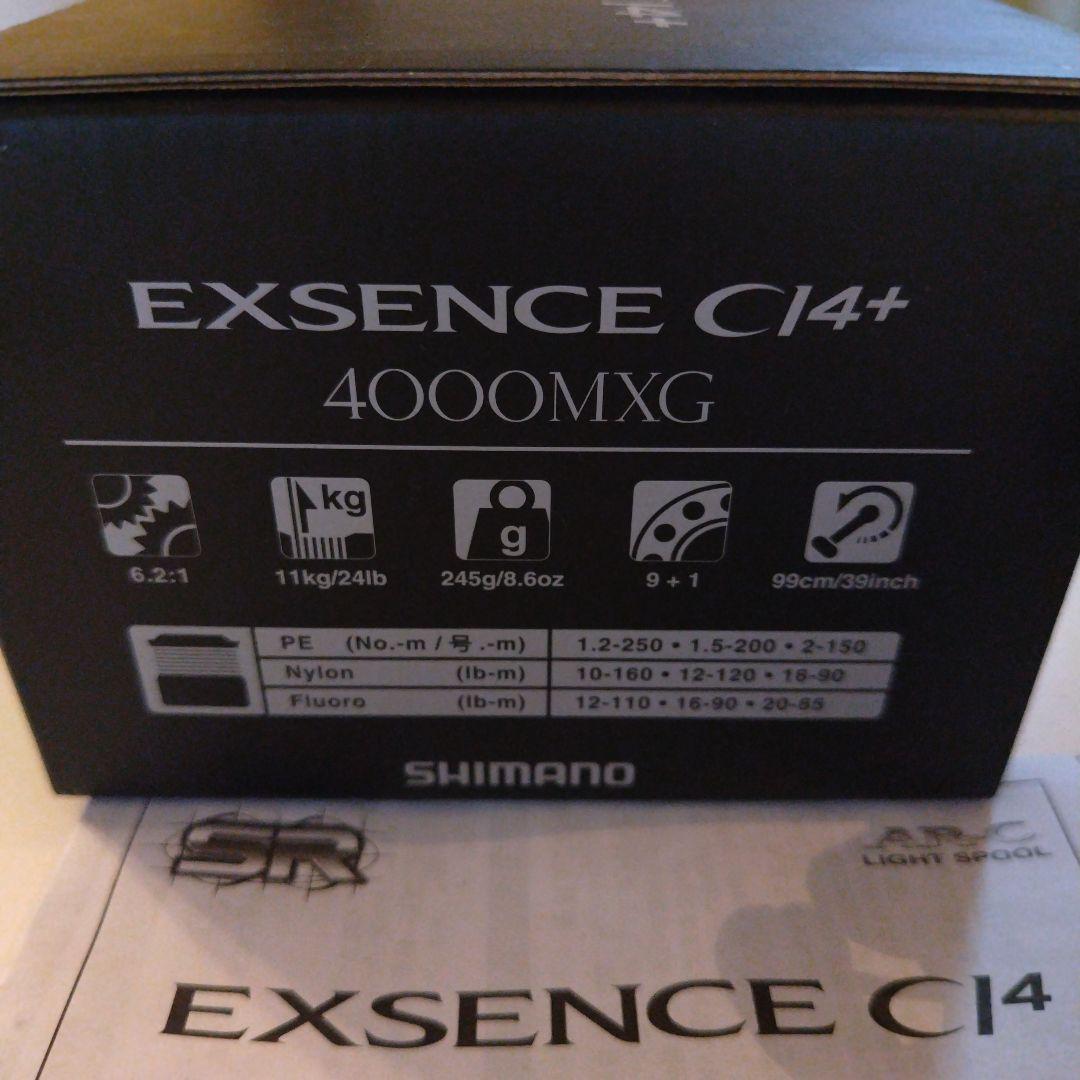 EXSENCE CI4+
4000MXG
kg
g
6.2:1 11kg/24lb 245g/8.6oz 9 + 1 99cm/39inch
PE (No.-m / 号.-m) 1.2-250 • 1.5-200 • 2-150
Nylon (lb-m) 10-160 • 12-120 • 16-90
Fluoro (lb-m) 12-110 • 16-90 • 20-85
SHIMANO
SR AR-C
LIGHT SPOOL
EXSENCE CI4